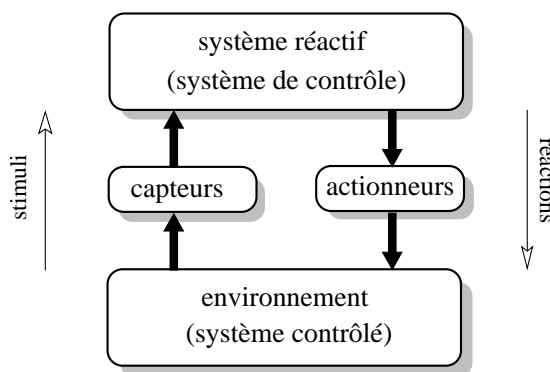 système réactif
(système de contrôle)
stimuli
capteurs
actionneurs
réactions
environnement
(système contrôlé)